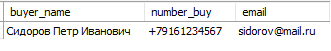 buyer_name number_buy email
Сидоров Петр Иванович +79161234567 sidorov@mail.ru